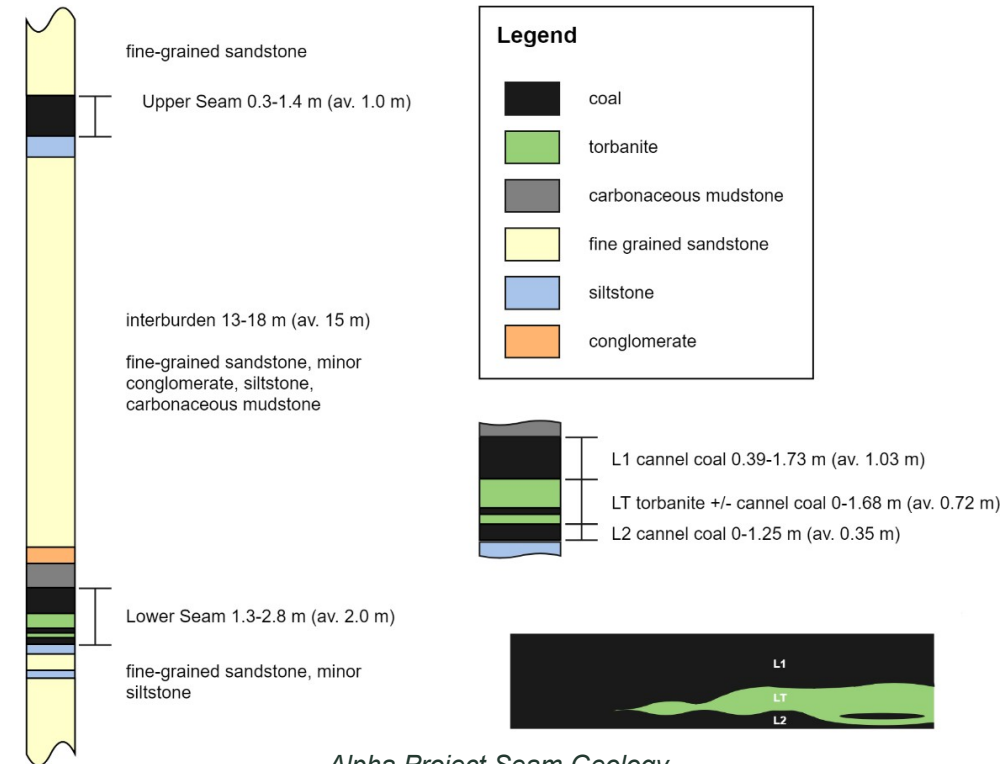 fine-grained sandstone
Upper Seam 0.3-1.4 m (av. 1.0 m)
interburden 13-18 m (av. 15 m)
fine-grained sandstone, minor
conglomerate, siltstone,
carbonaceous mudstone
Lower Seam 1.3-2.8 m (av. 2.0 m)
fine-grained sandstone, minor
siltstone
Legend
coal
torbanite
carbonaceous mudstone
fine grained sandstone
siltstone
conglomerate
L1 cannel coal 0.39-1.73 m (av. 1.03 m)
LT torbanite +/- cannel coal 0-1.68 m (av. 0.72 m)
L2 cannel coal 0-1.25 m (av. 0.35 m)
L1
LT
L2
Alpha Project Seam Geology